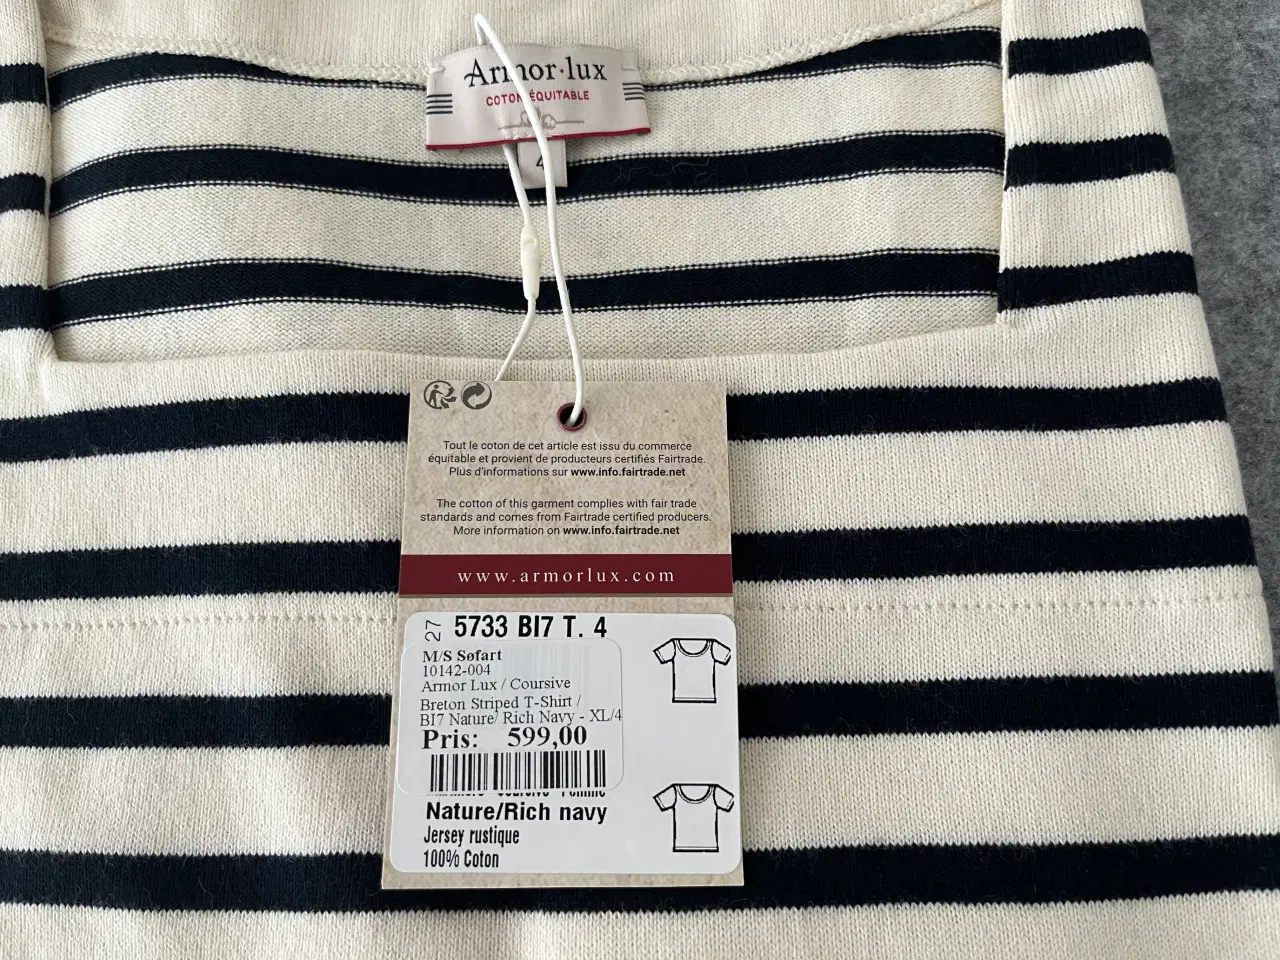 Armor·lux
COTON ÉQUITABLE
4
Tout le coton de cet article est issu du commerce
équitable et provient de producteurs certifiés Fairtrade.
Plus d'informations sur www.info.fairtrade.net
The cotton of this garment complies with fair trade
standards and comes from Fairtrade certified producers.
More information on www.info.fairtrade.net
www.armorlux.com
27 5733 BI7 T. 4
M/S Søfart
10142-004
Armor Lux / Coursive
Breton Striped T-Shirt /
BI7 Nature/ Rich Navy - XL/4
Pris: 599,00
Nature/Rich navy
Jersey rustique
100% Coton